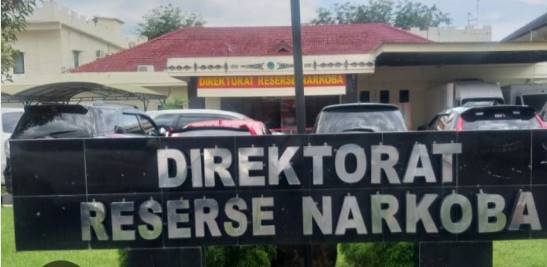 DIREKTORAT RESERSE NARKOBA
DIREKTORAT
RESERSE NARKOBA